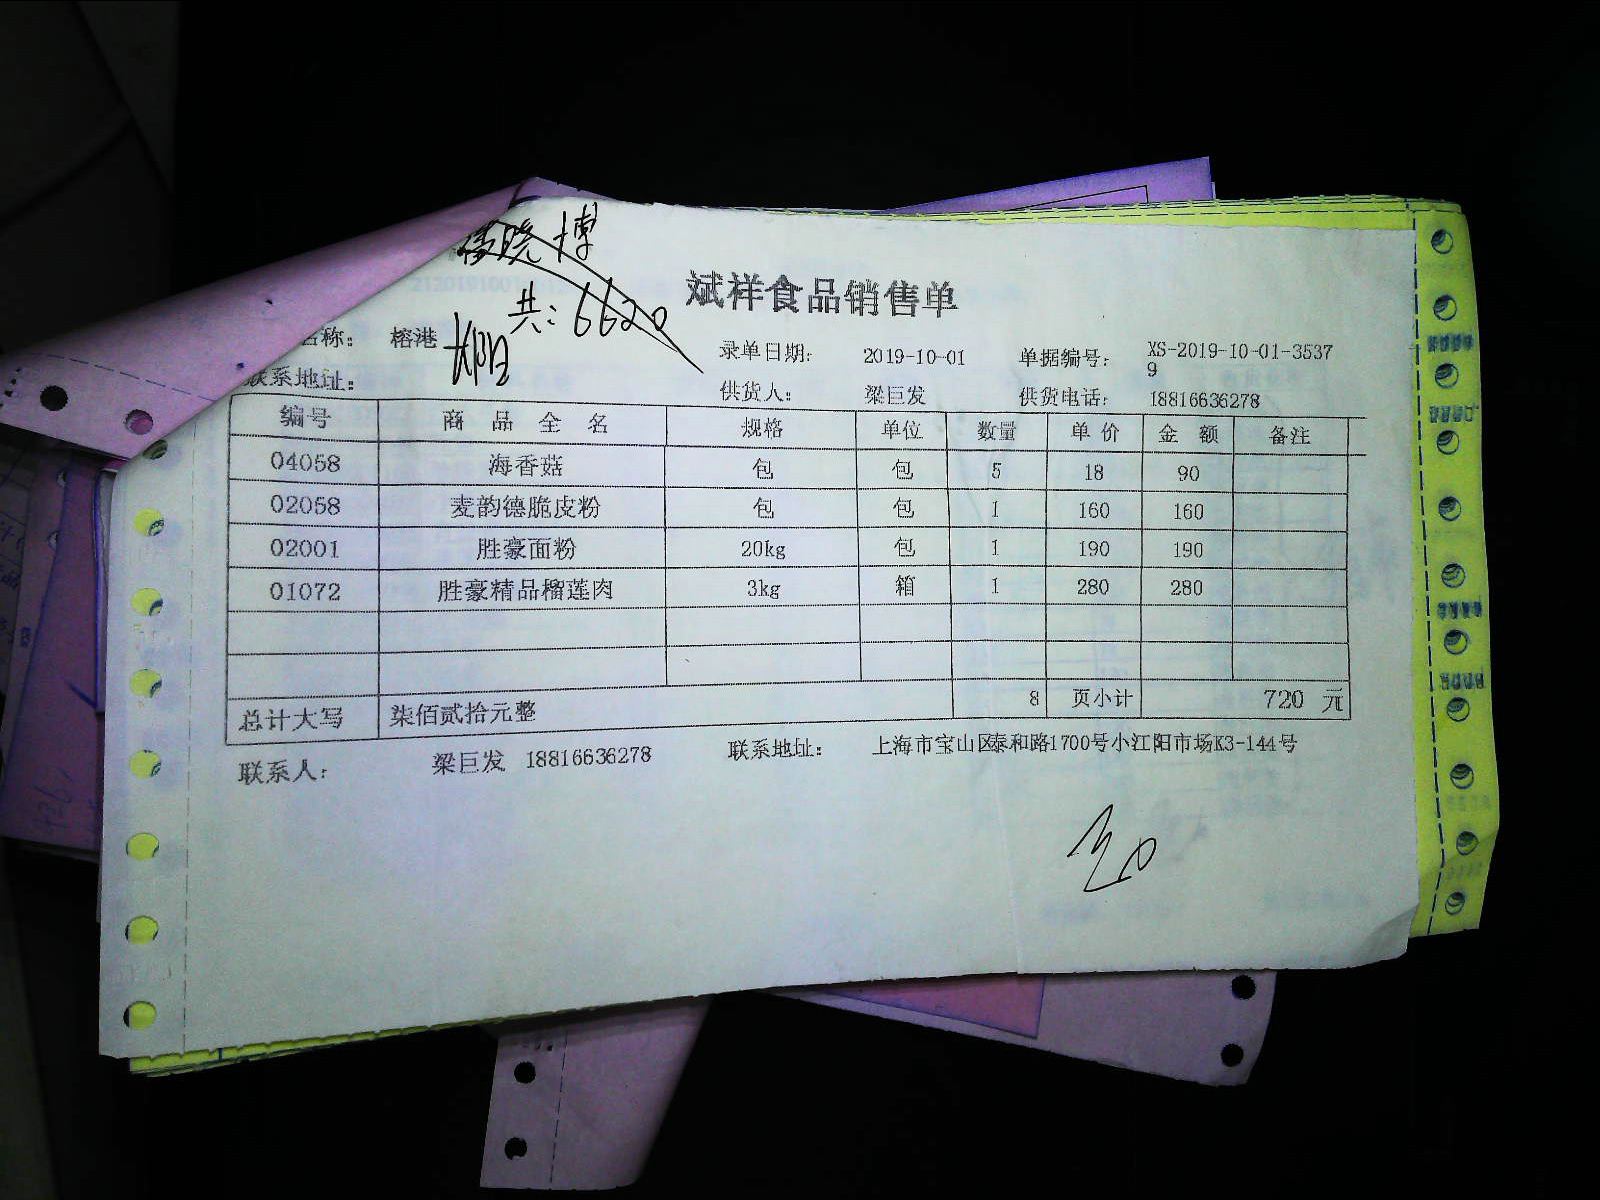 晓博
共：6620
斌祥食品销售单
名称： 榕港
录单日期： 2019-10-01 单据编号： XS-2019-10-01-3537
9
联系地址：
供货人： 梁巨发 供货电话： 18816636278
编号 商 品 全 名 规格 单位 数量 单 价 金 额 备注
04058 海香菇 包 包 5 18 90
02058 麦韵德脆皮粉 包 包 1 160 160
02001 胜豪面粉 20kg 包 1 190 190
01072 胜豪精品榴莲肉 3kg 箱 1 280 280
总计大写 柒佰贰拾元整 8 页小计 720 元
联系人： 梁巨发 18816636278 联系地址： 上海市宝山区泰和路1700号小江阳市场K3-144号